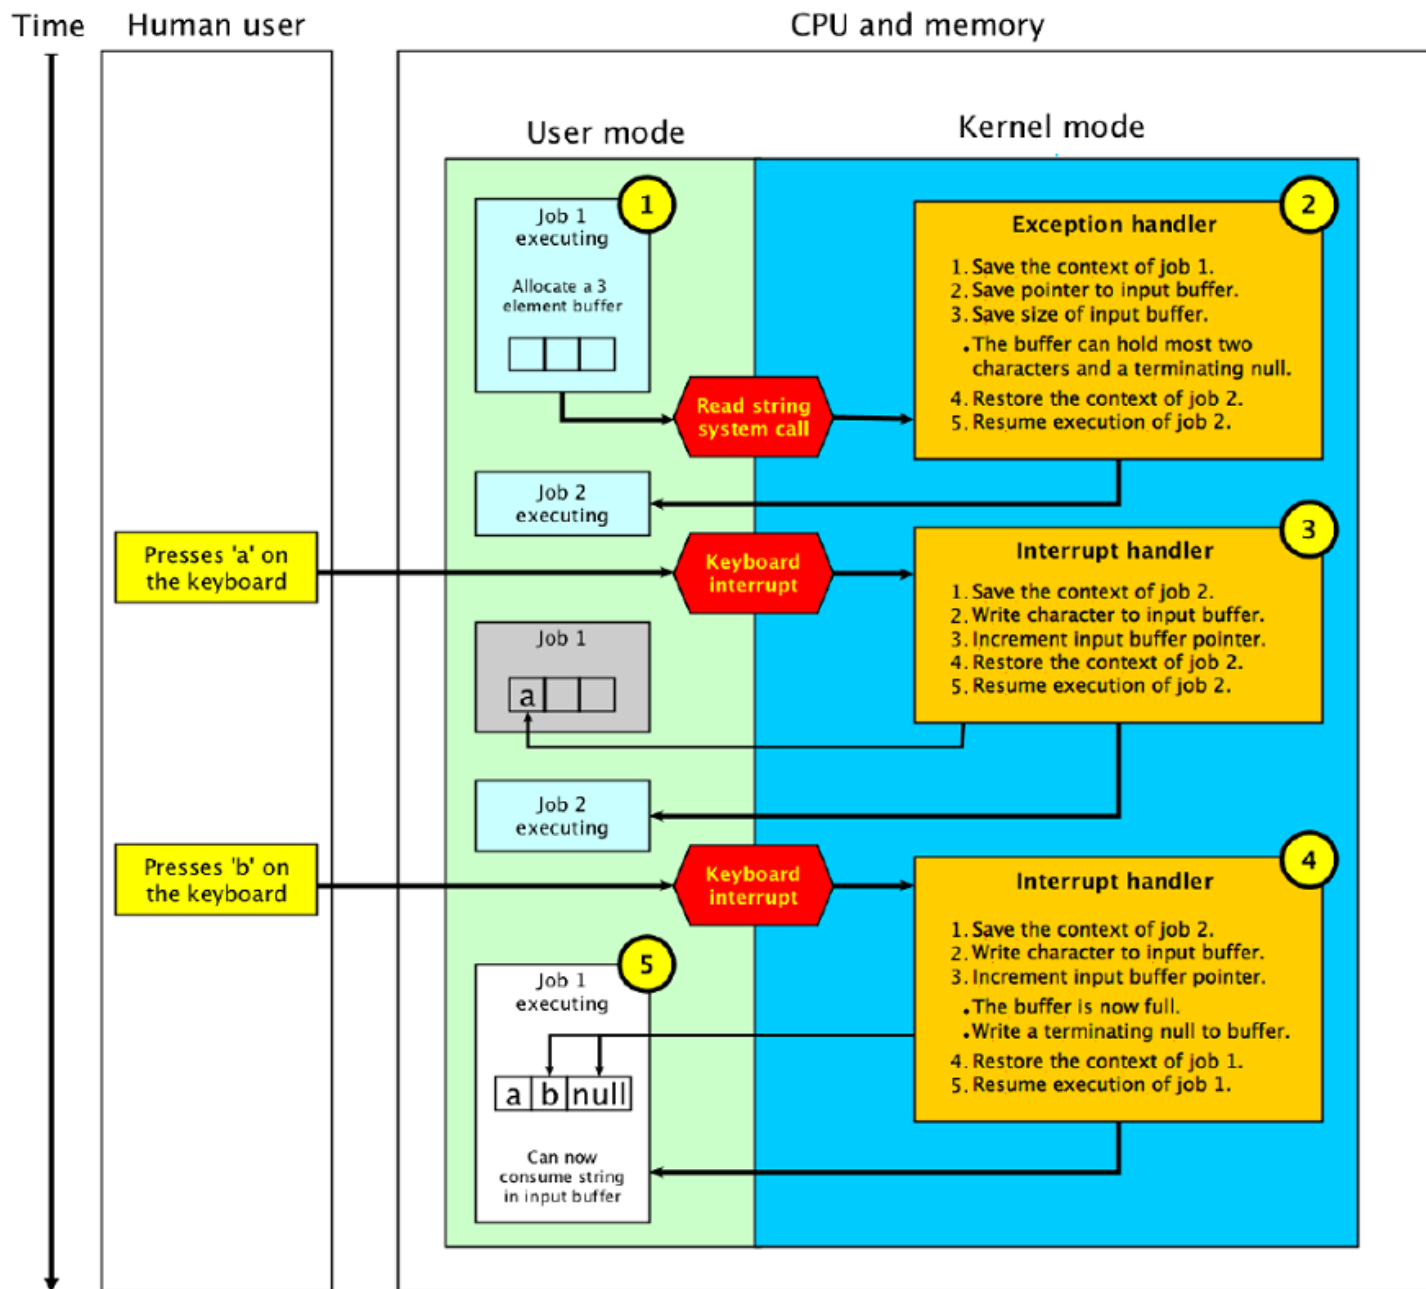 Time
Human user
CPU and memory
User mode
Kernel mode
1
Job 1
executing
Allocate a 3
element buffer
Read string
system call
2
Exception handler
1. Save the context of job 1.
2. Save pointer to input buffer.
3. Save size of input buffer.
• The buffer can hold most two
characters and a terminating null.
4. Restore the context of job 2.
5. Resume execution of job 2.
Job 2
executing
Presses 'a' on
the keyboard
Keyboard
interrupt
3
Interrupt handler
1. Save the context of job 2.
2. Write character to input buffer.
3. Increment input buffer pointer.
4. Restore the context of job 2.
5. Resume execution of job 2.
Job 1
a
Job 2
executing
Presses 'b' on
the keyboard
Keyboard
interrupt
4
Interrupt handler
1. Save the context of job 2.
2. Write character to input buffer.
3. Increment input buffer pointer.
• The buffer is now full.
• Write a terminating null to buffer.
4. Restore the context of job 1.
5. Resume execution of job 1.
5
Job 1
executing
a b null
Can now
consume string
in input buffer